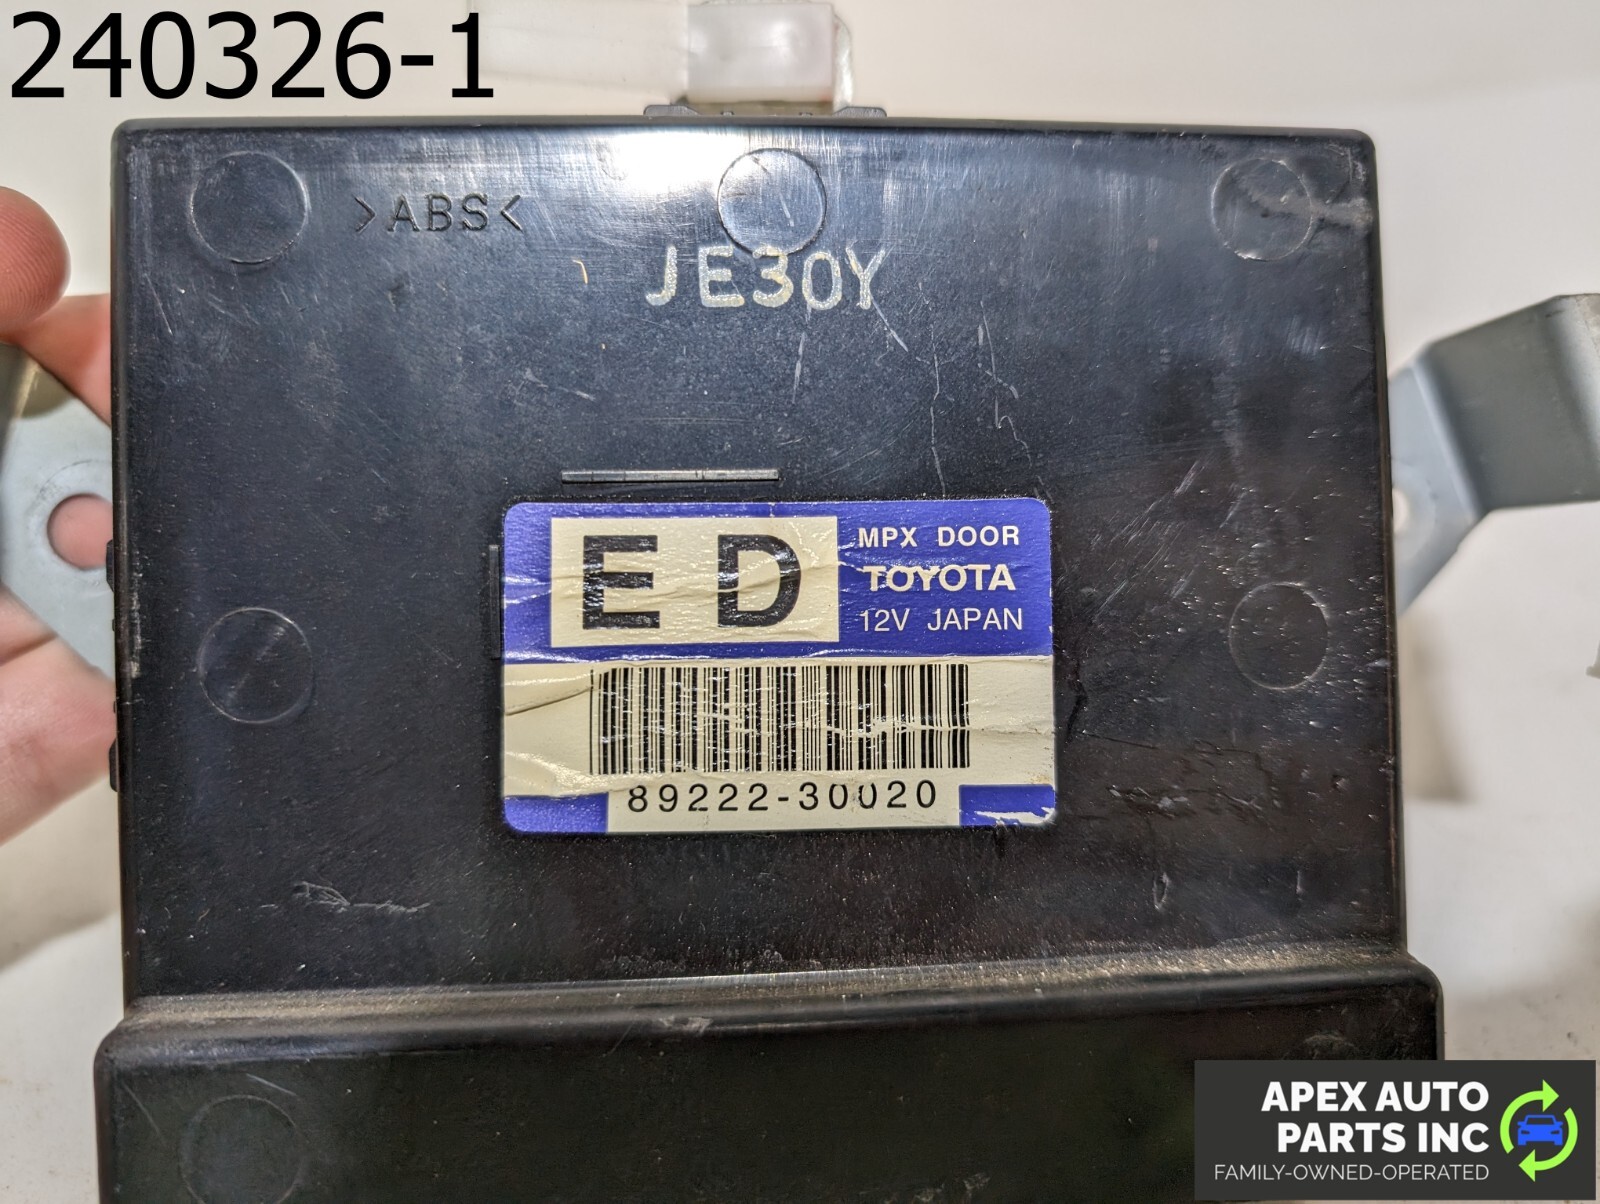 240326-1
>ABS<
JE30Y
ED
MPX DOOR
TOYOTA
12V JAPAN
89222-30020
APEX AUTO
PARTS INC
FAMILY-OWNED-OPERATED